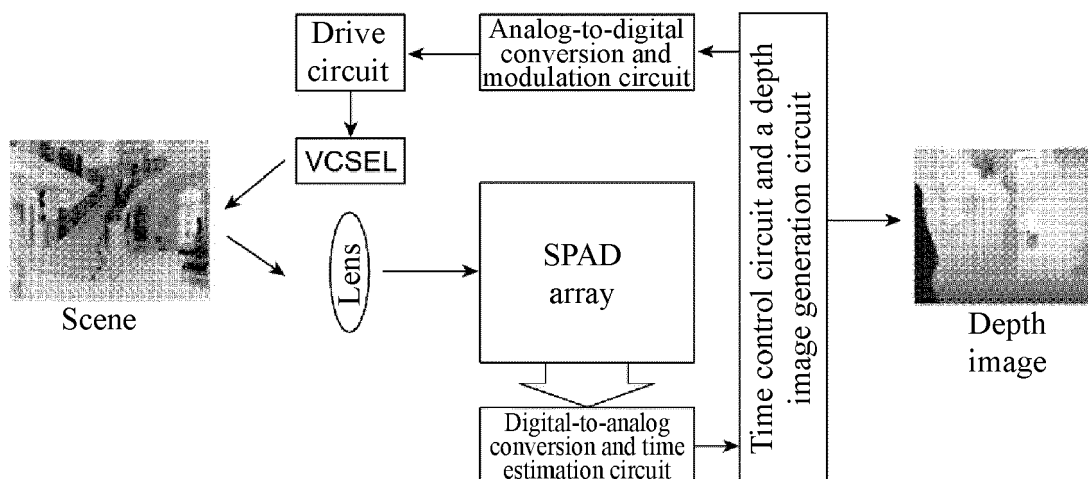 Drive
circuit
Analog-to-digital
conversion and
modulation circuit
VCSEL
Scene
Lens
SPAD
array
Digital-to-analog
conversion and time
estimation circuit
Time control circuit and a depth
image generation circuit
Depth
image